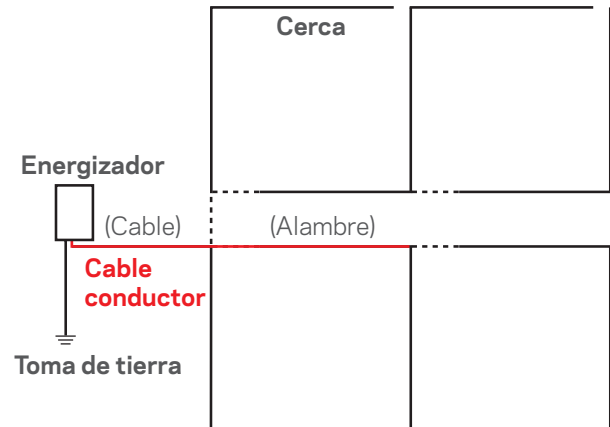 Cerca
Energizador
(Cable)
(Alambre)
Cable
conductor
Toma de tierra